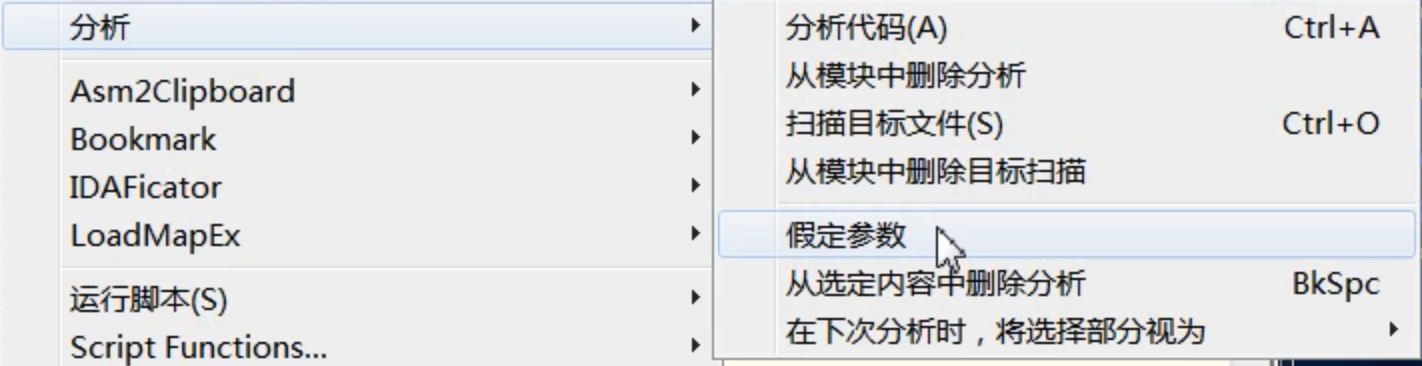 分析
Asm2Clipboard
Bookmark
IDAFicator
LoadMapEx
运行脚本(S)
Script Functions...
分析代码(A) Ctrl+A
从模块中删除分析
扫描目标文件(S) Ctrl+O
从模块中删除目标扫描
假定参数
从选定内容中删除分析 BkSpc
在下次分析时，将选择部分视为